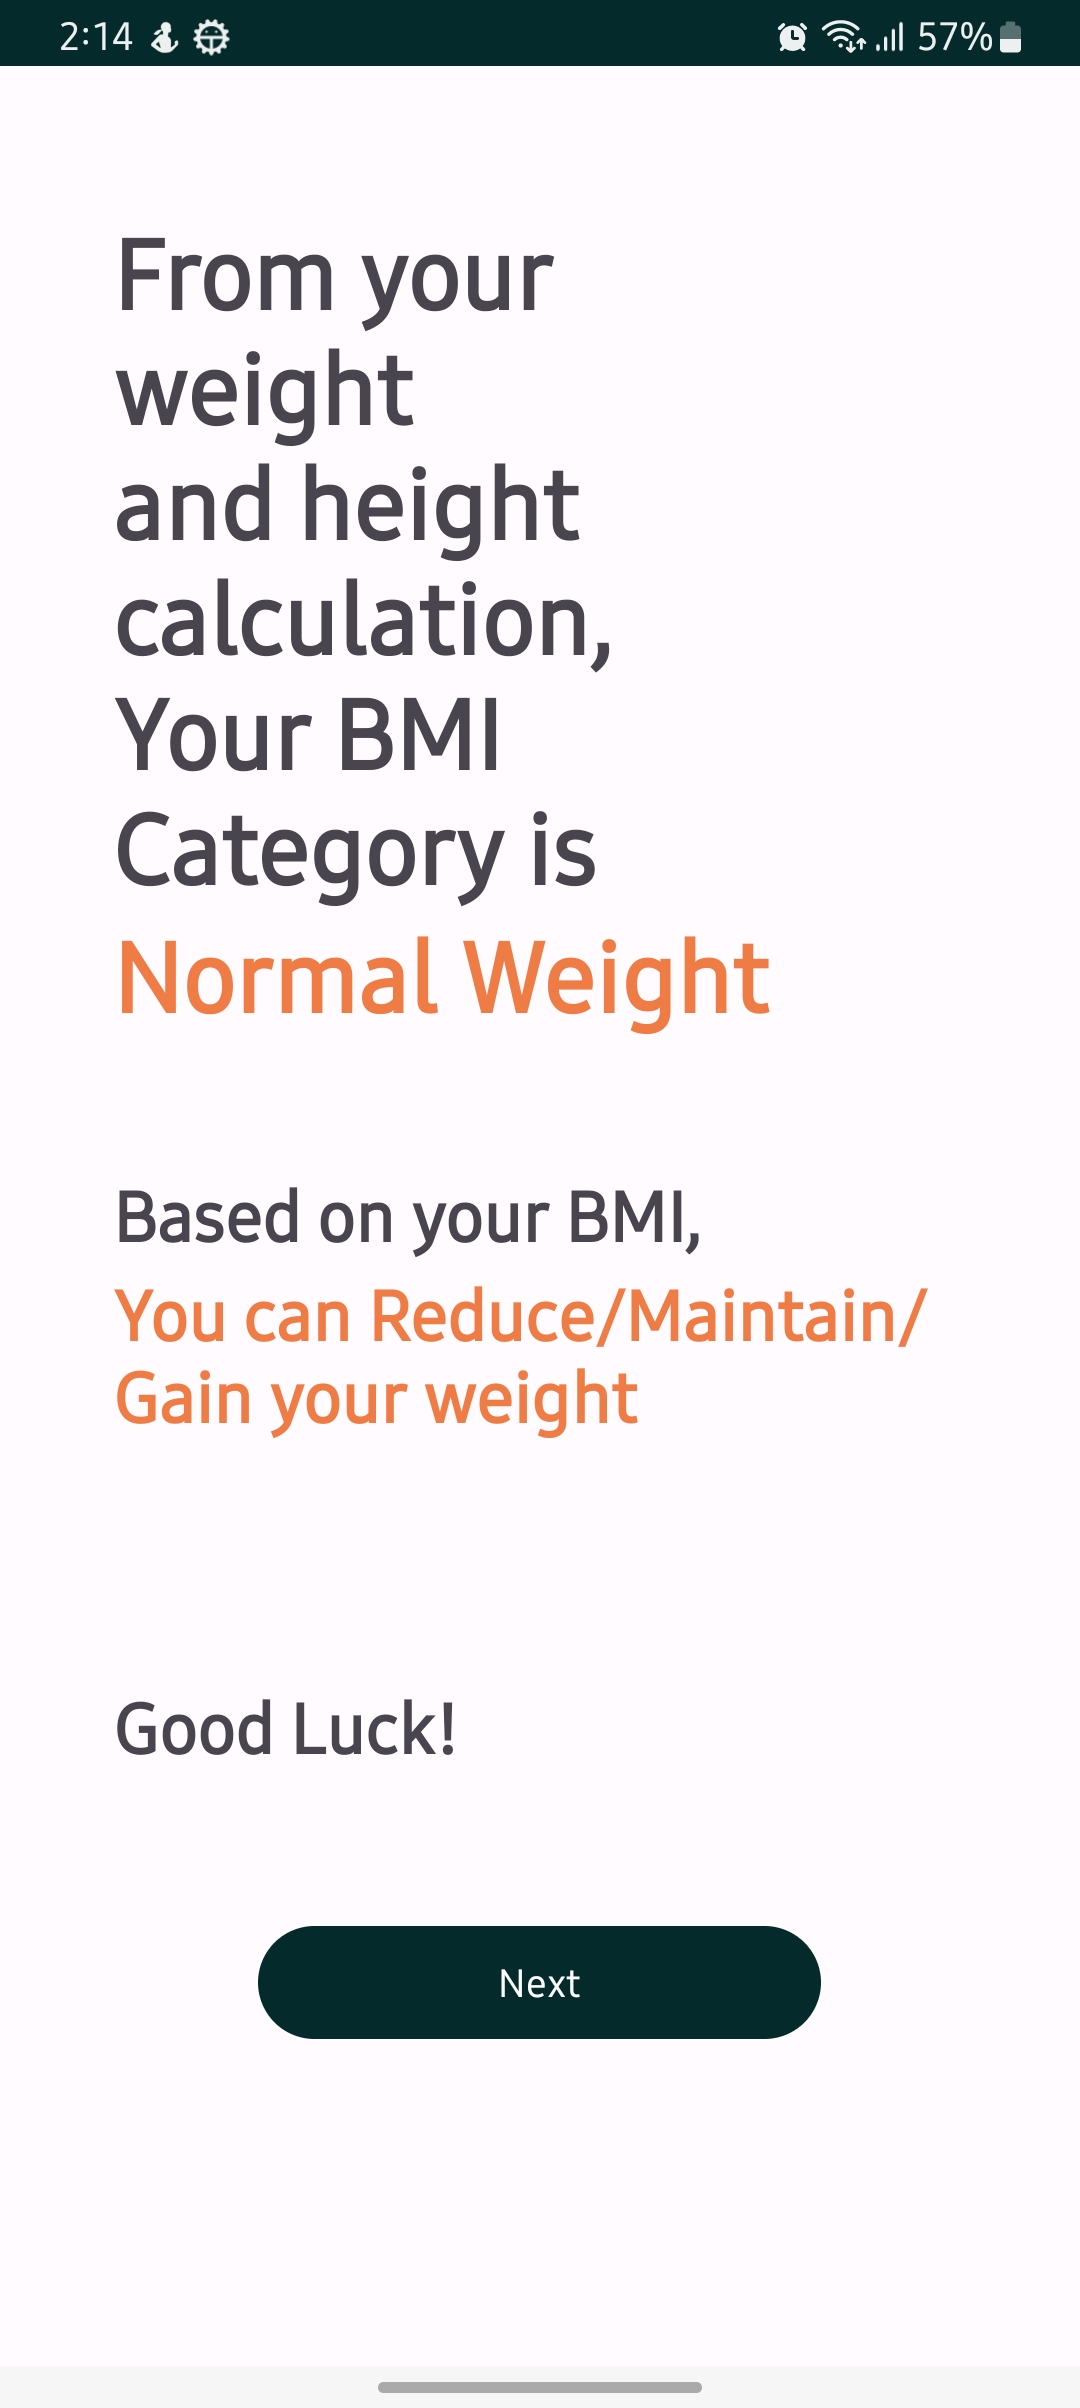 2:14
57%
From your
weight
and height
calculation,
Your BMI
Category is
Normal Weight
Based on your BMI,
You can Reduce/Maintain/
Gain your weight
Good Luck!
Next